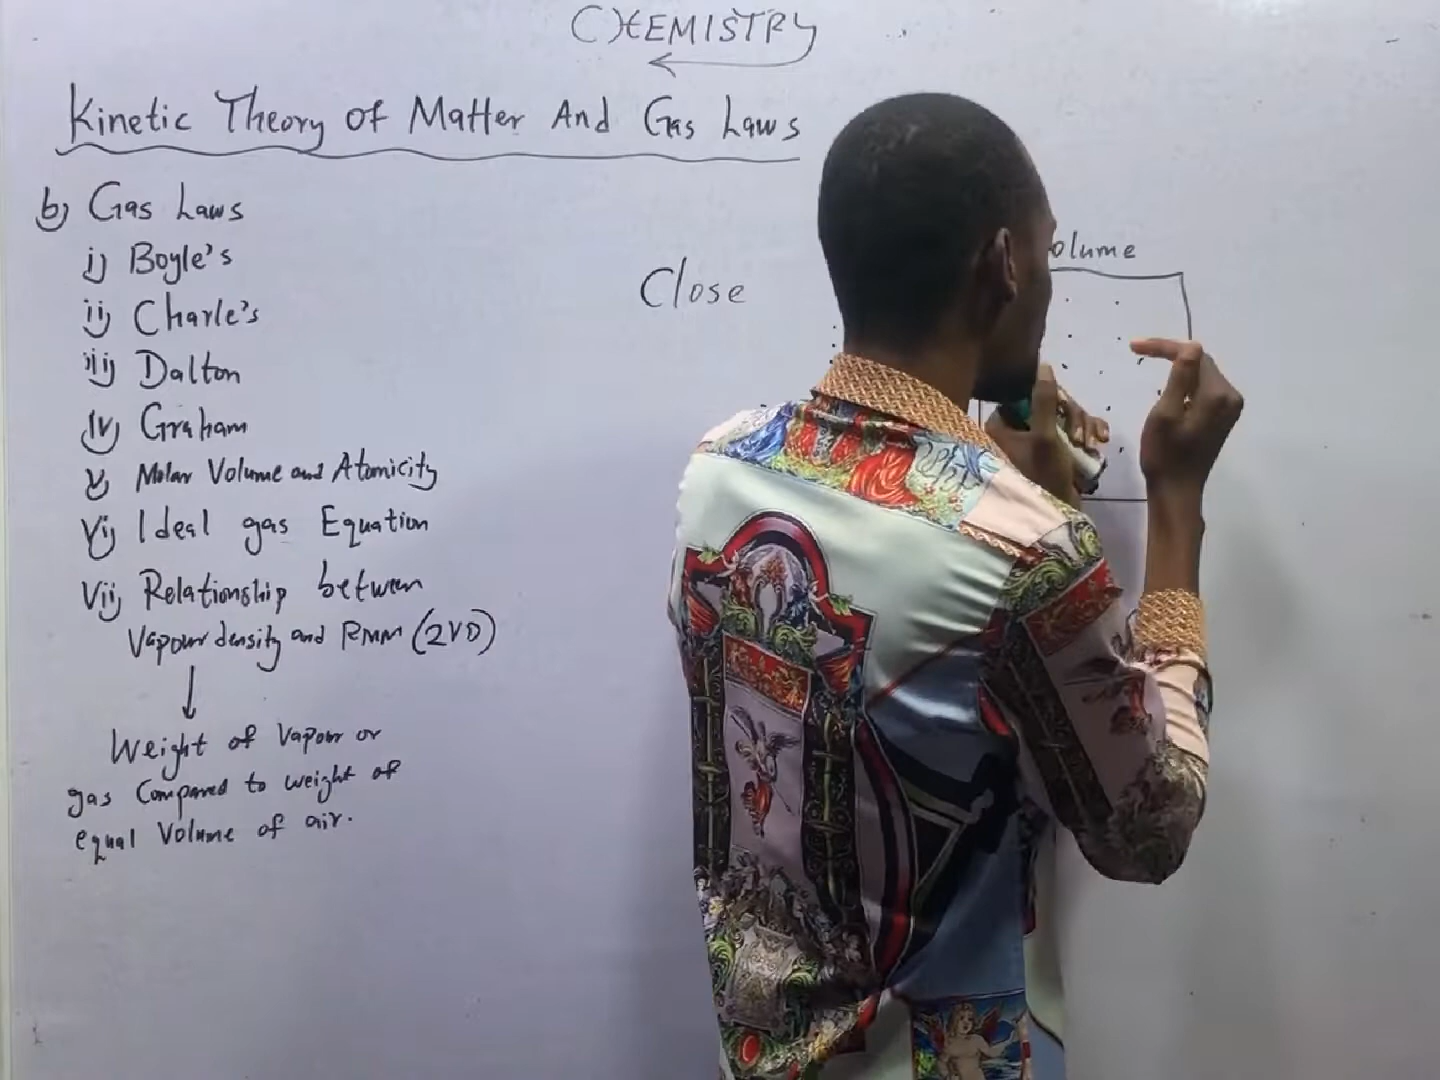 CHEMISTRY
Kinetic Theory of Matter And Gas Laws
b) Gas Laws
i) Boyle's
ii) Charle's
iii) Dalton
iv) Graham
v) Molar Volume and Atomicity
vi) Ideal gas Equation
vii) Relationship between
Vapour density and RMM (2VD)
Weight of Vapour or
gas Compared to weight of
equal Volume of air.
Close
olume